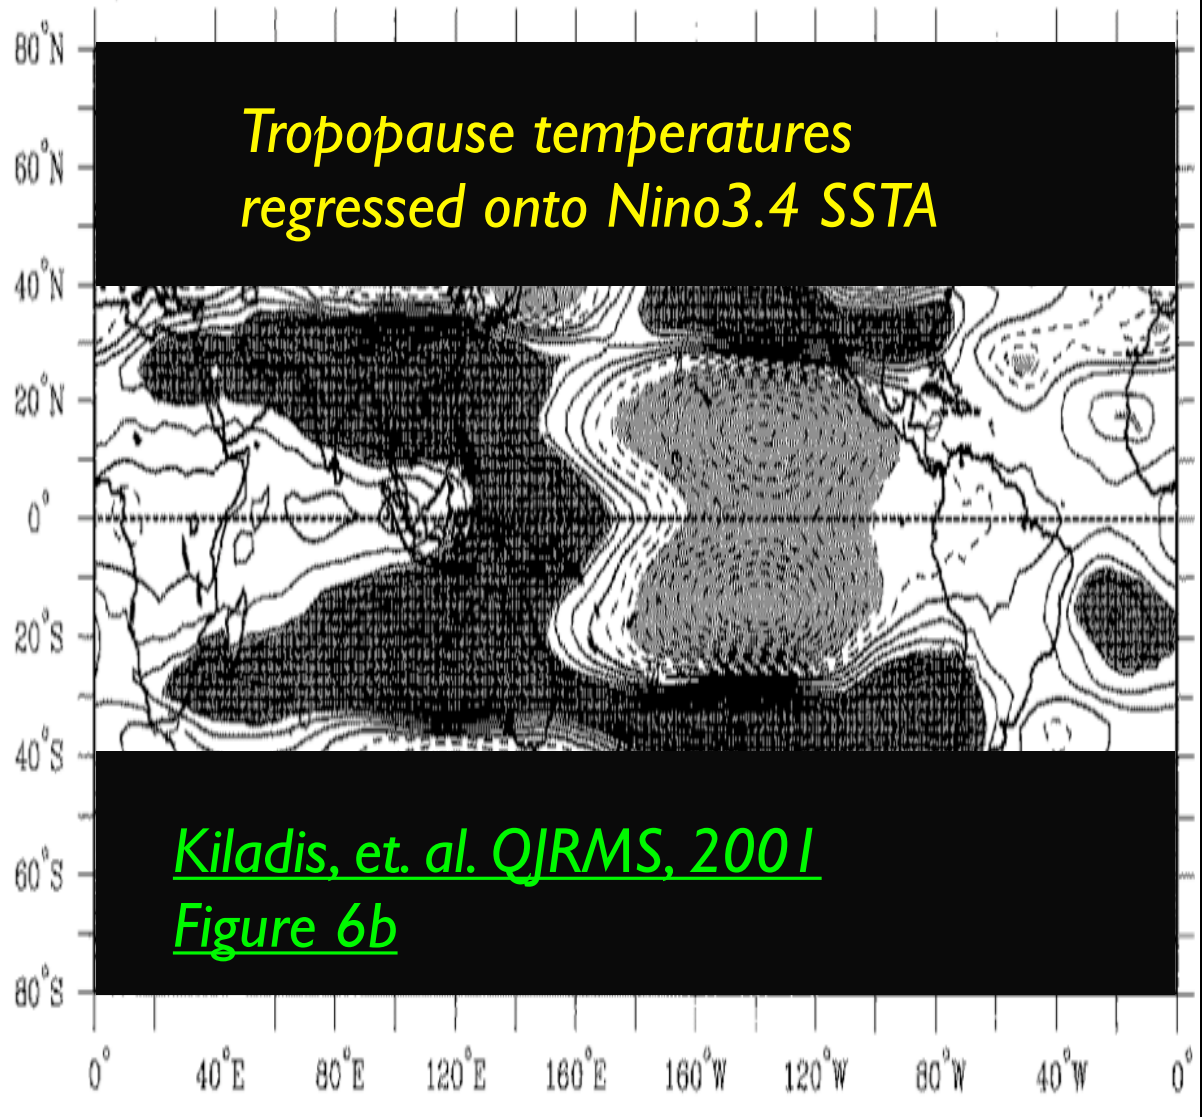 80°N
Tropopause temperatures
60°N
regressed onto Nino3.4 SSTA
40°N
20°N
0°
20°S
40°S
Kiladis, et. al. QJRMS, 2001
60°S
Figure 6b
80°S
0° 40°E 80°E 120°E 160°E 160°W 120°W 80°W 40°W 0°